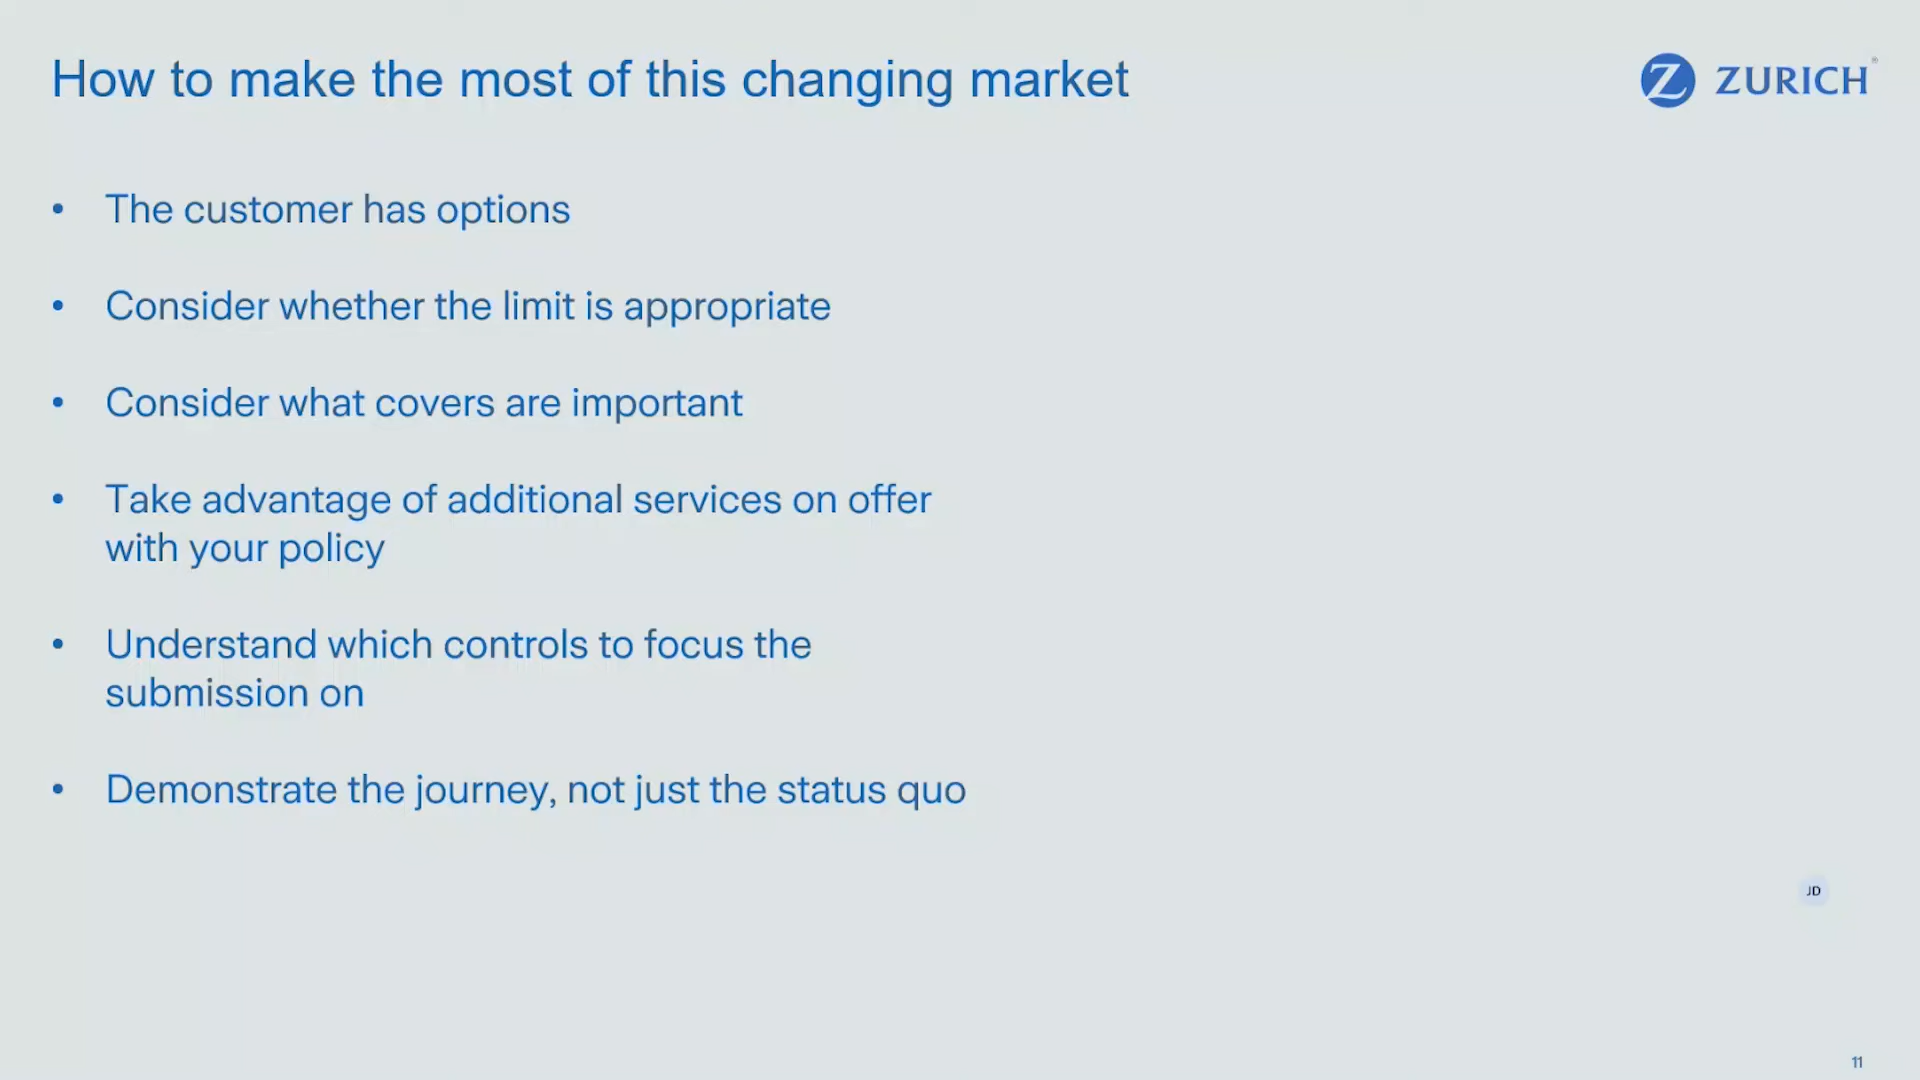 How to make the most of this changing market
Z ZURICH®
• The customer has options
• Consider whether the limit is appropriate
• Consider what covers are important
• Take advantage of additional services on offer
with your policy
• Understand which controls to focus the
submission on
• Demonstrate the journey, not just the status quo
JD
11